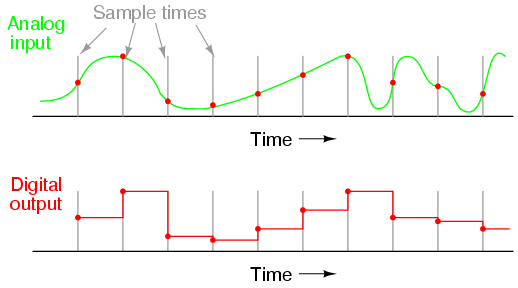 Sample times
Analog
input
Time
Digital
output
Time